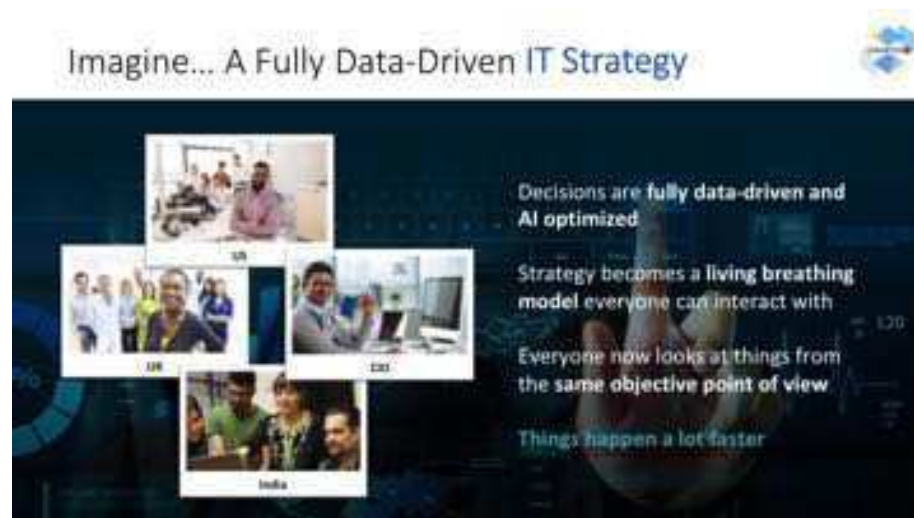 Imagine... A Fully Data-Driven IT Strategy
US
UK
CIO
India
Decisions are fully data-driven and
AI optimized
Strategy becomes a living breathing
model everyone can interact with
Everyone now looks at things from
the same objective point of view
Things happen a lot faster
120
%